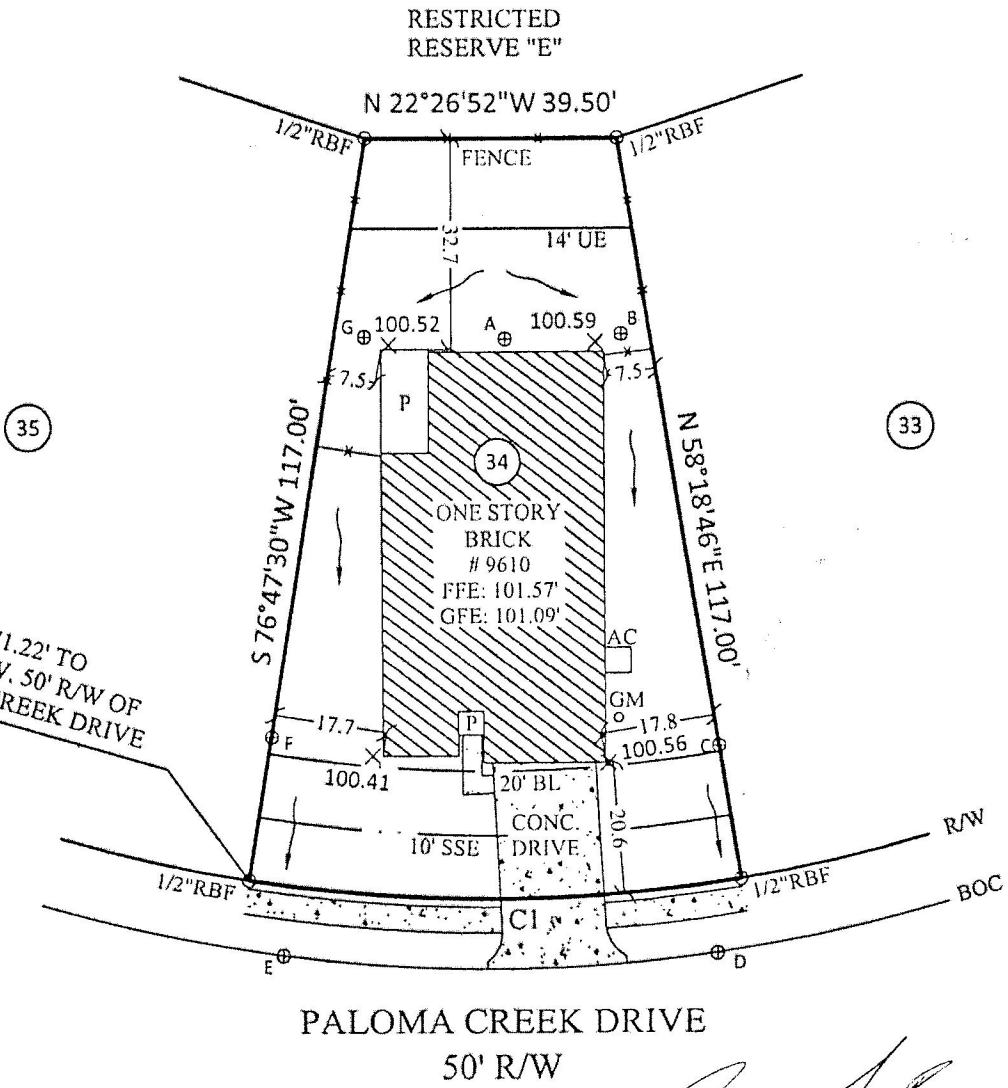 RESTRICTED
RESERVE "E"
N 22°26'52"W 39.50'
1/2"RBF
1/2"RBF
FENCE
32.7
14' UE
G
100.52
A
100.59
B
7.5
7.5
P
35
34
33
S 76°47'30"W 117.00'
N 58°18'46"E 117.00'
ONE STORY
BRICK
# 9610
FFE: 101.57'
GFE: 101.09'
AC
GM
1.22' TO
50' R/W OF
CREEK DRIVE
17.7
P
17.8
F
100.56
C
100.41
20' BL
CONC.
DRIVE
20.6
10' SSE
R/W
1/2"RBF
1/2"RBF
BOC
C1
E
D
PALOMA CREEK DRIVE
50' R/W